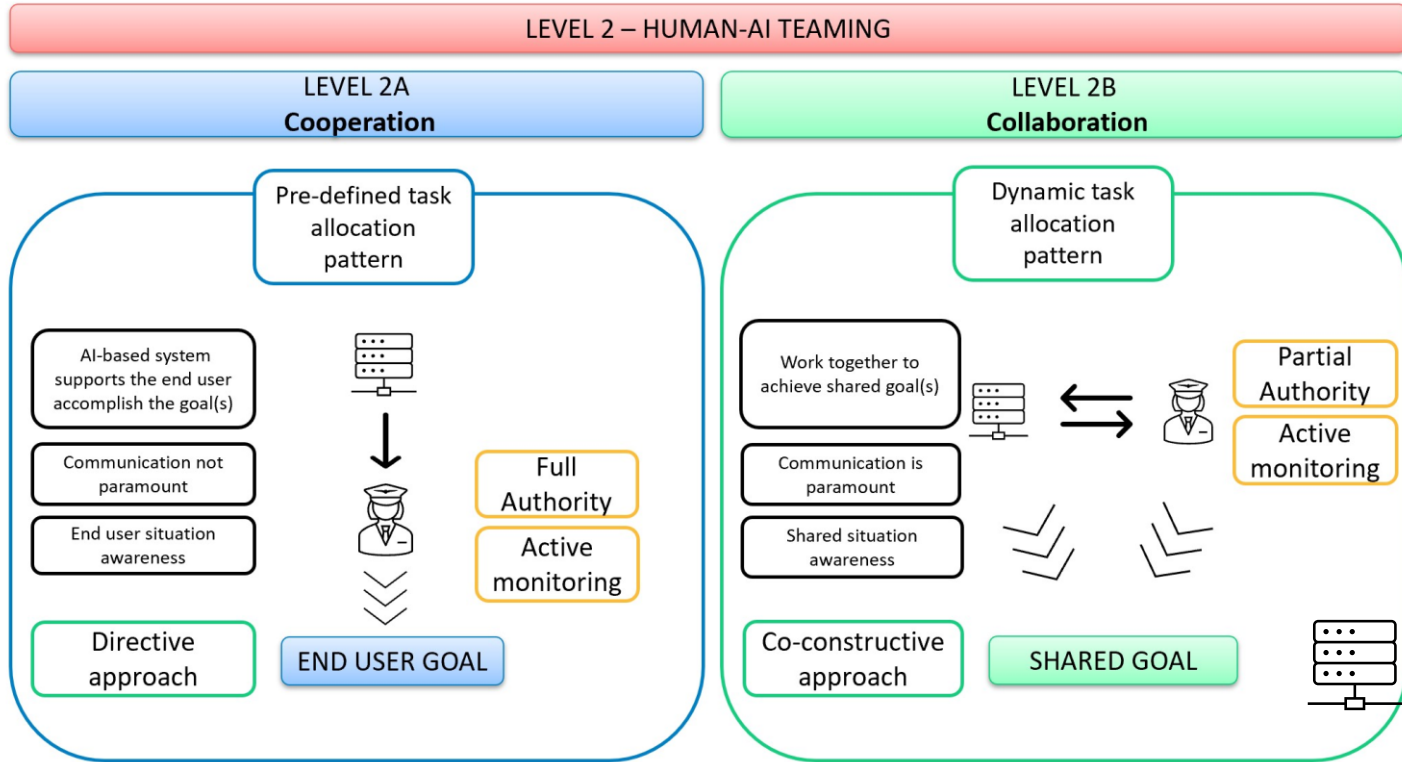 LEVEL 2 – HUMAN-AI TEAMING
LEVEL 2A
Cooperation
Pre-defined task
allocation
pattern
AI-based system
supports the end user
accomplish the goal(s)
Communication not
paramount
End user situation
awareness
Full
Authority
Active
monitoring
Directive
approach
END USER GOAL
LEVEL 2B
Collaboration
Dynamic task
allocation
pattern
Work together to
achieve shared goal(s)
Communication is
paramount
Shared situation
awareness
Partial
Authority
Active
monitoring
Co-constructive
approach
SHARED GOAL